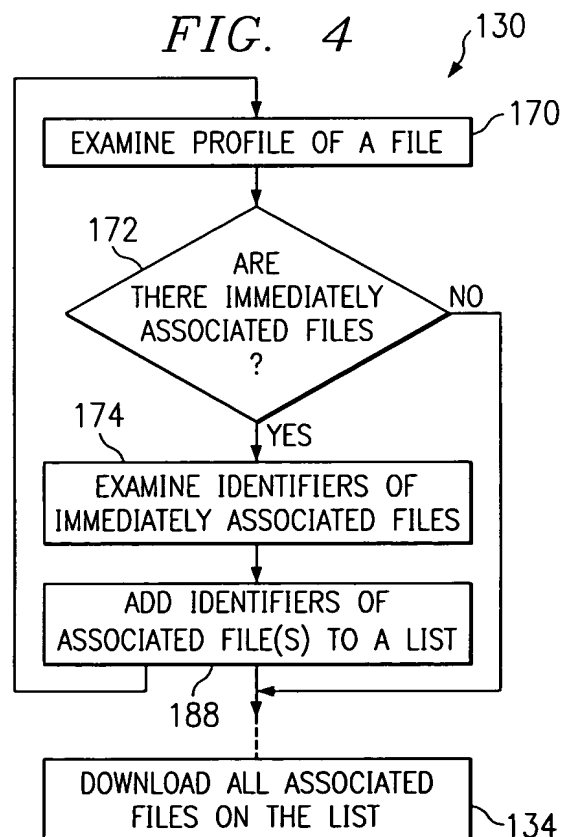 FIG. 4
130
EXAMINE PROFILE OF A FILE
170
172
ARE
THERE IMMEDIATELY
ASSOCIATED FILES
?
NO
YES
174
EXAMINE IDENTIFIERS OF
IMMEDIATELY ASSOCIATED FILES
ADD IDENTIFIERS OF
ASSOCIATED FILE(S) TO A LIST
188
DOWNLOAD ALL ASSOCIATED
FILES ON THE LIST
134